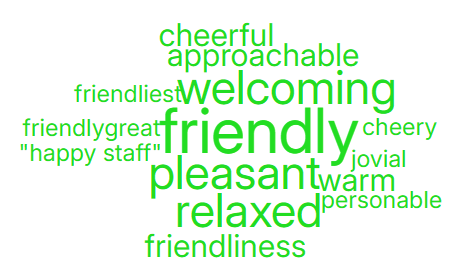 cheerful
approachable
friendliest welcoming
friendlygreat friendly cheery
"happy staff" jovial
pleasant warm
relaxed personable
friendliness